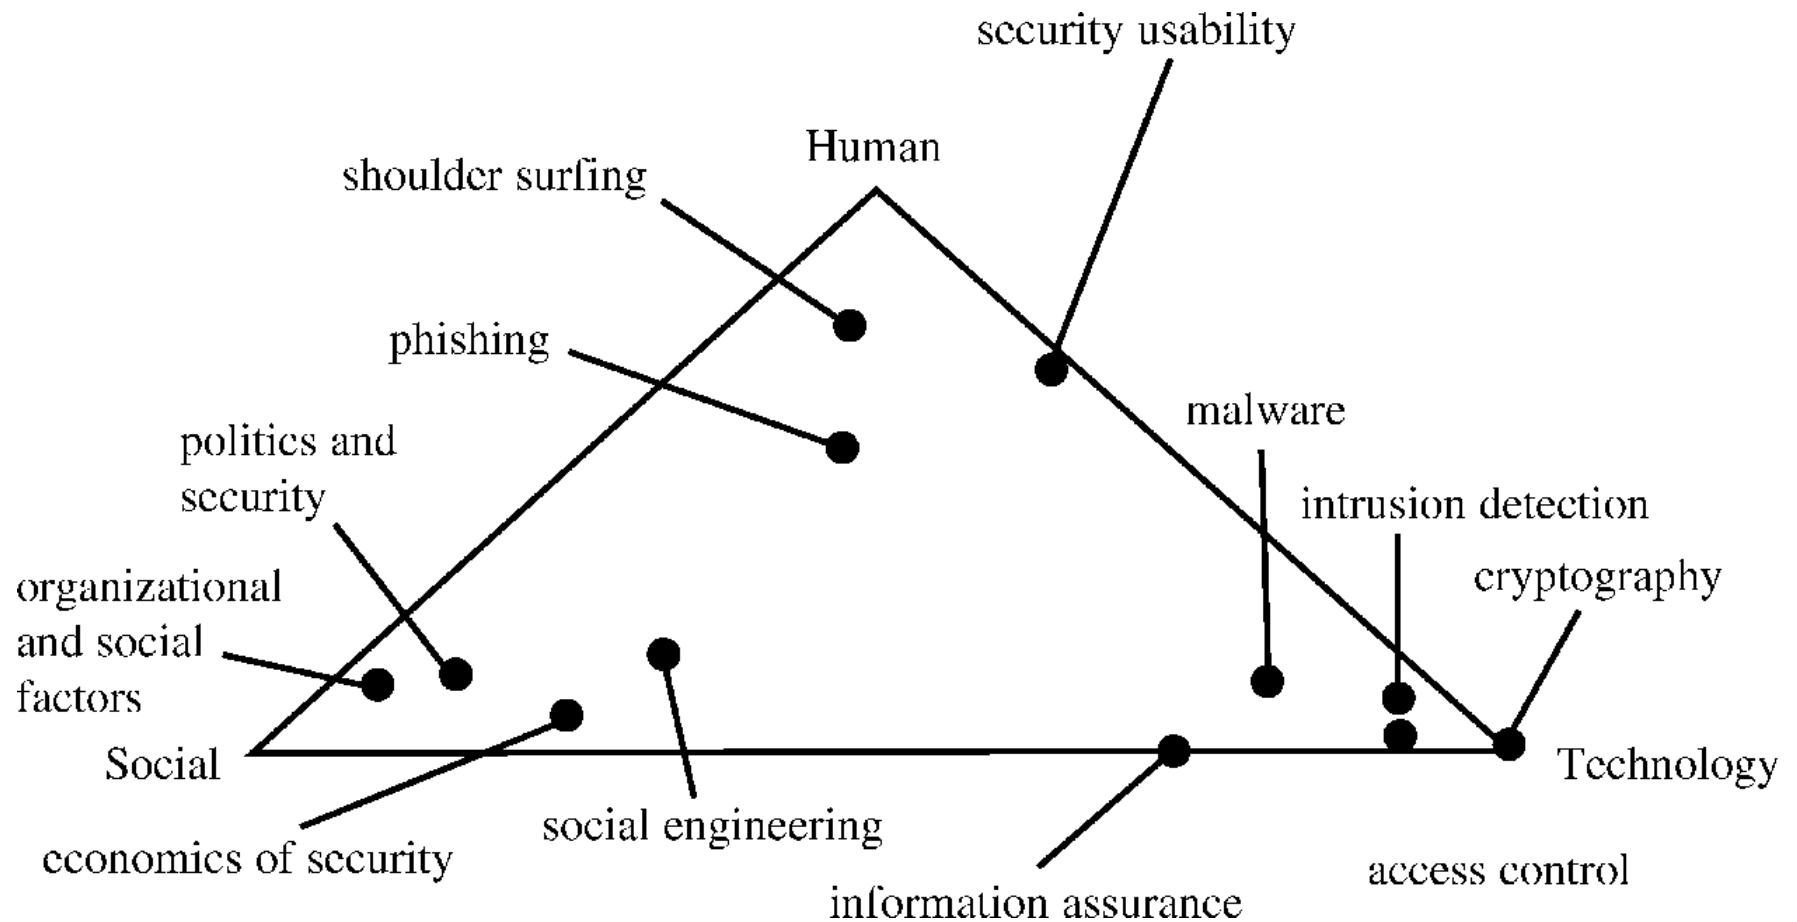 security usability
Human
shoulder surfing
phishing
malware
politics and
security
intrusion detection
cryptography
organizational
and social
factors
Social
Technology
social engineering
economics of security
access control
information assurance